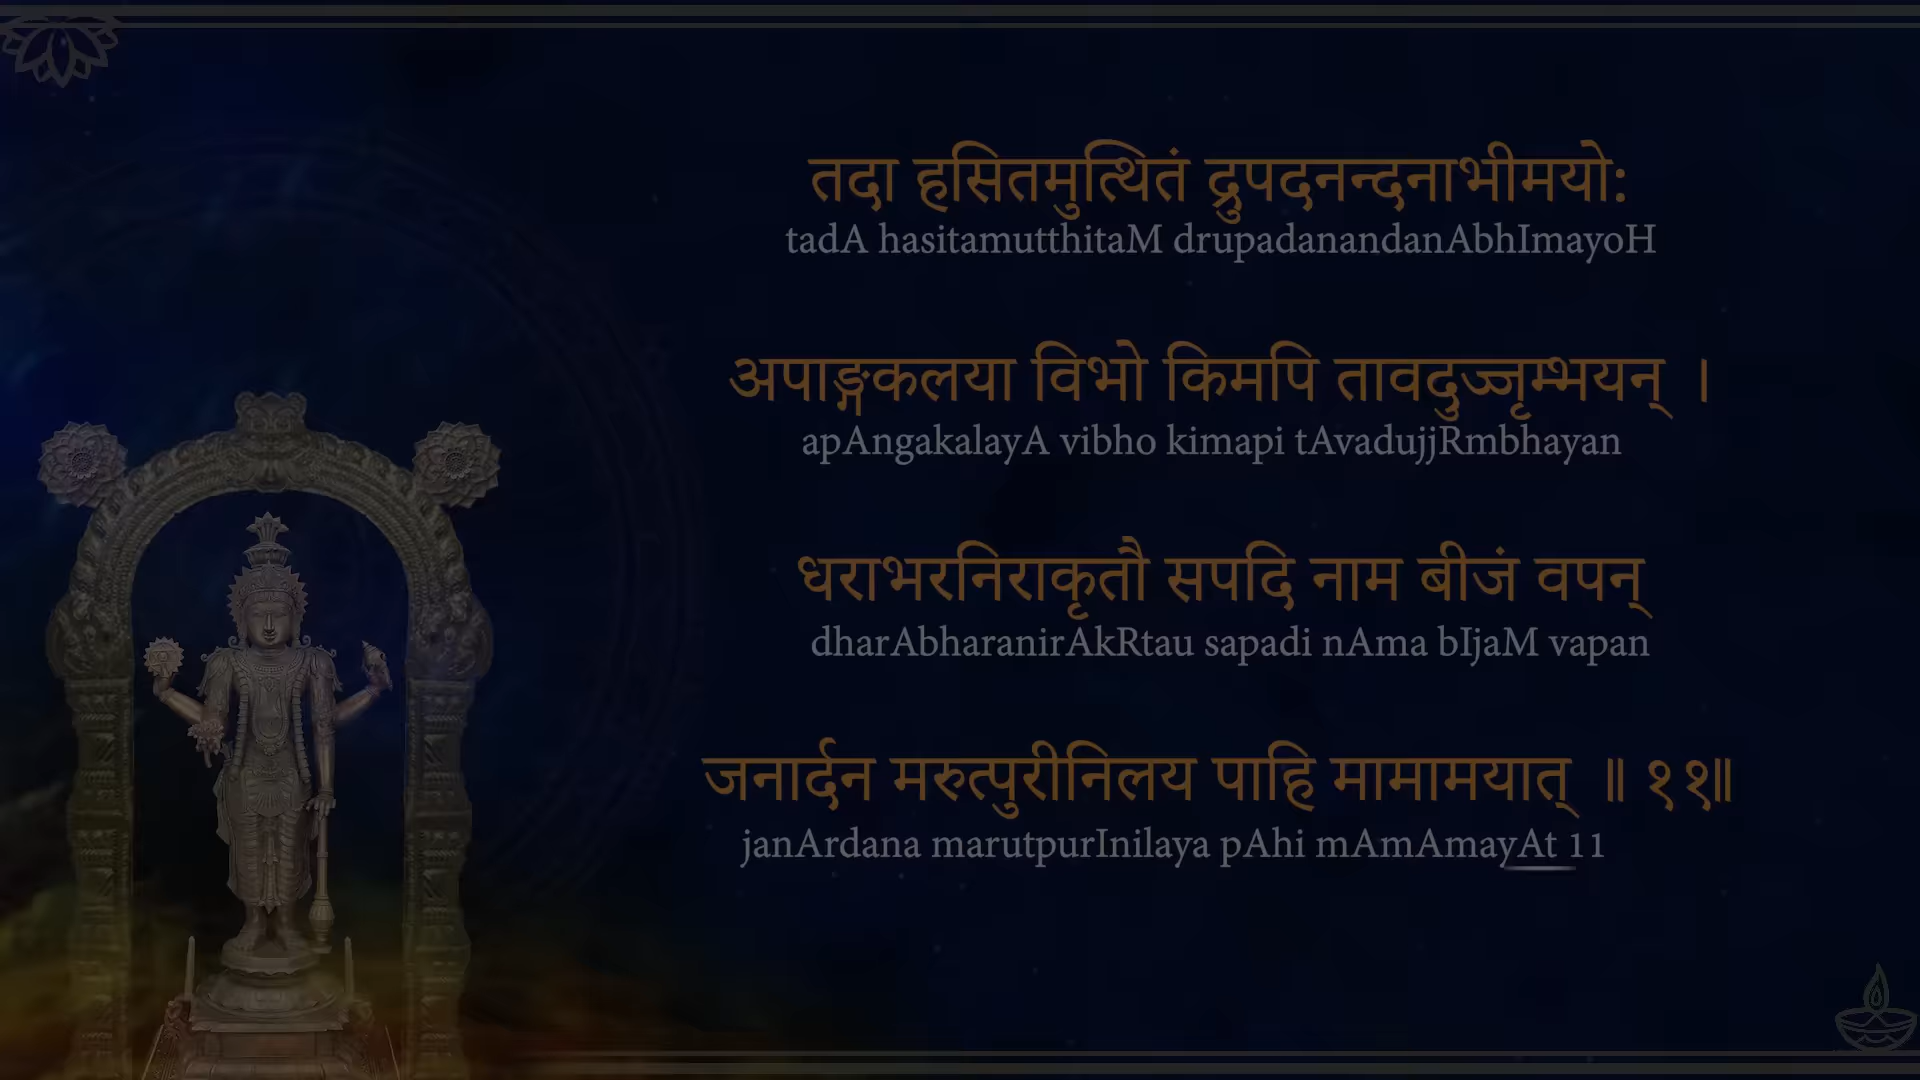 तदा हसितमुत्थितं द्रुपदनन्दनाभीमयो:
tadA hasitamutthitaM drupadanandanAbhImayoH
अपाङ्गकलया विभो किमपि तावदुज्जृम्भयन् ।
apAngakalayA vibho kimapi tAvadujjRmbhayan
धराभरनिराकृतौ सपदि नाम बीजं वपन्
dharAbharanirAkRtau sapadi nAma bIjaM vapan
जनार्दन मरुत्पुरीनिलय पाहि मामामयात् ॥ ११॥
janArdana marutpurInilaya pAhi mAmAmayAt 11